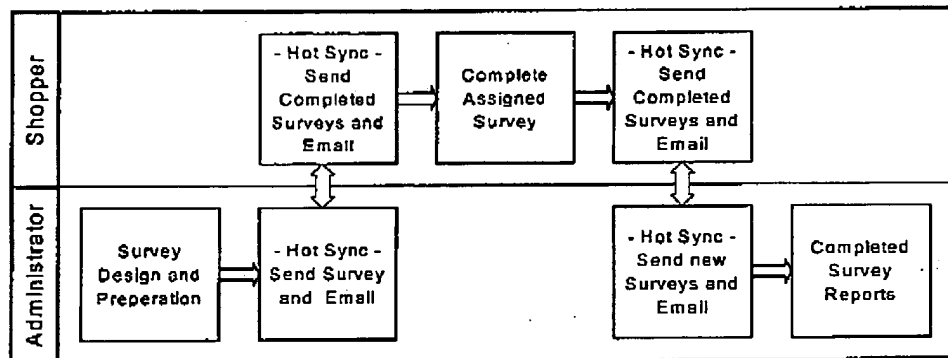 Shopper
- Hot Sync -
Send
Completed
Surveys and
Email
Complete
Assigned
Survey
- Hot Sync -
Send
Completed
Surveys and
Email
Administrator
Survey
Design and
Preparation
- Hot Sync -
Send Survey
and Email
- Hot Sync -
Send new
Surveys and
Email
Completed
Survey
Reports